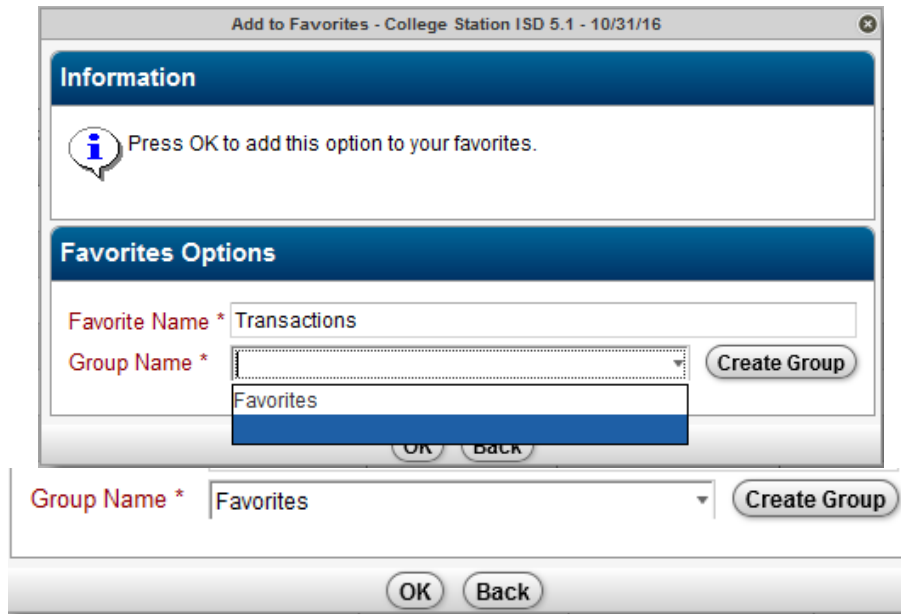 Add to Favorites - College Station ISD 5.1 - 10/31/16
Information
Press OK to add this option to your favorites.
Favorites Options
Favorite Name * Transactions
Group Name * Create Group
Favorites
OK Back
Group Name * Favorites Create Group
OK Back